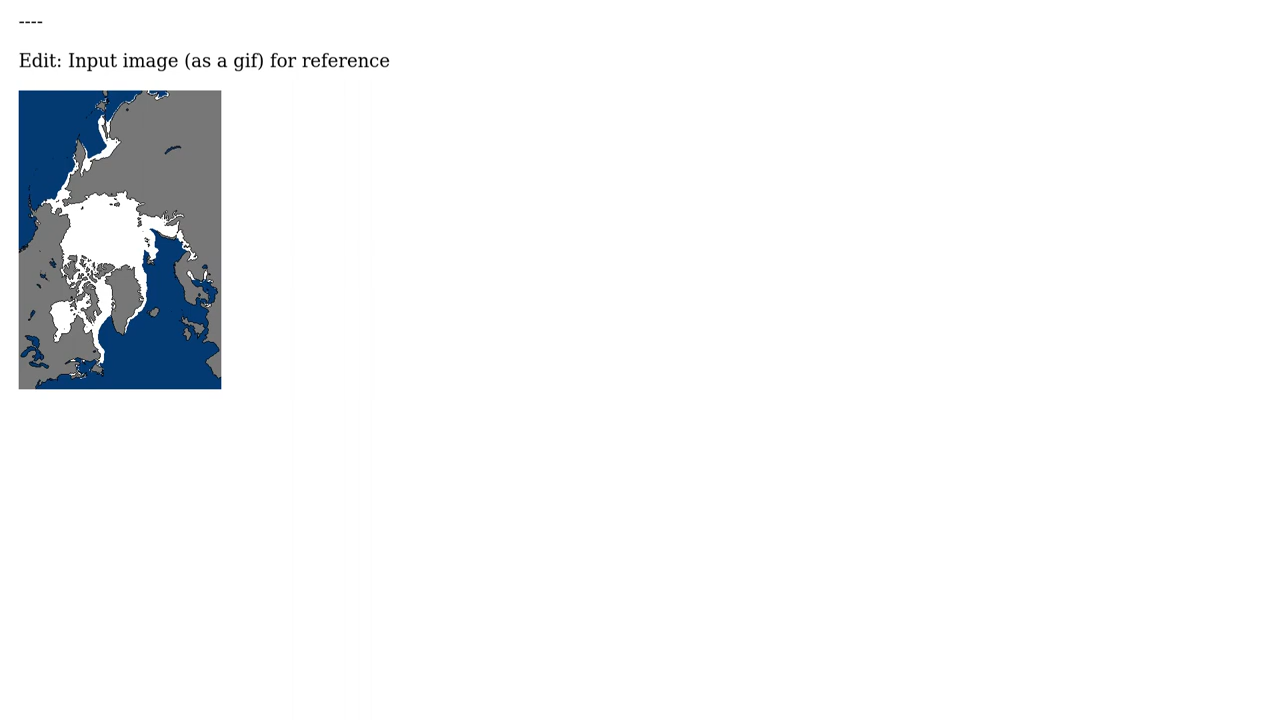 ----
Edit: Input image (as a gif) for reference